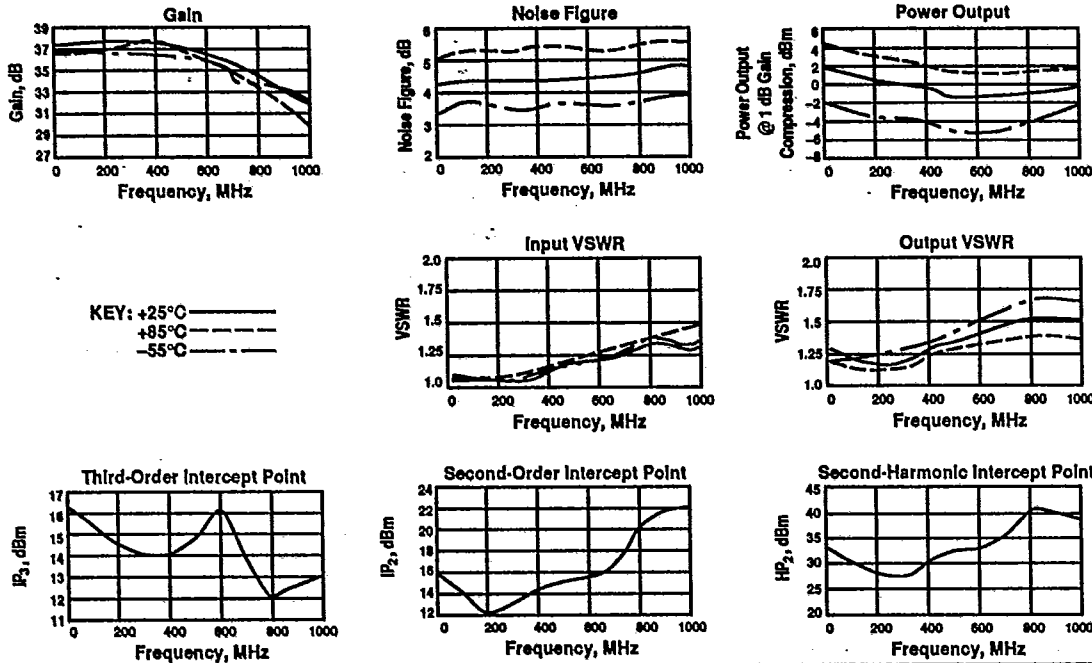 Gain
Gain, dB
39
37
35
33
31
29
27
0 200 400 600 800 1000
Frequency, MHz
Noise Figure
Noise Figure, dB
6
5
4
3
2
0 200 400 600 800 1000
Frequency, MHz
Power Output
Power Output
@ 1 dB Gain
Compression, dBm
6
4
2
0
-2
-4
-6
-8
0 200 400 600 800 1000
Frequency, MHz
KEY: +25°C
+85°C
-55°C
Input VSWR
VSWR
2.0
1.75
1.5
1.25
1.0
0 200 400 600 800 1000
Frequency, MHz
Output VSWR
VSWR
2.0
1.75
1.5
1.25
1.0
0 200 400 600 800 1000
Frequency, MHz
Third-Order Intercept Point
IP3, dBm
17
16
15
14
13
12
11
0 200 400 600 800 1000
Frequency, MHz
Second-Order Intercept Point
IP2, dBm
24
22
20
18
16
14
12
0 200 400 600 800 1000
Frequency, MHz
Second-Harmonic Intercept Point
HP2, dBm
45
40
35
30
25
20
0 200 400 600 800 1000
Frequency, MHz